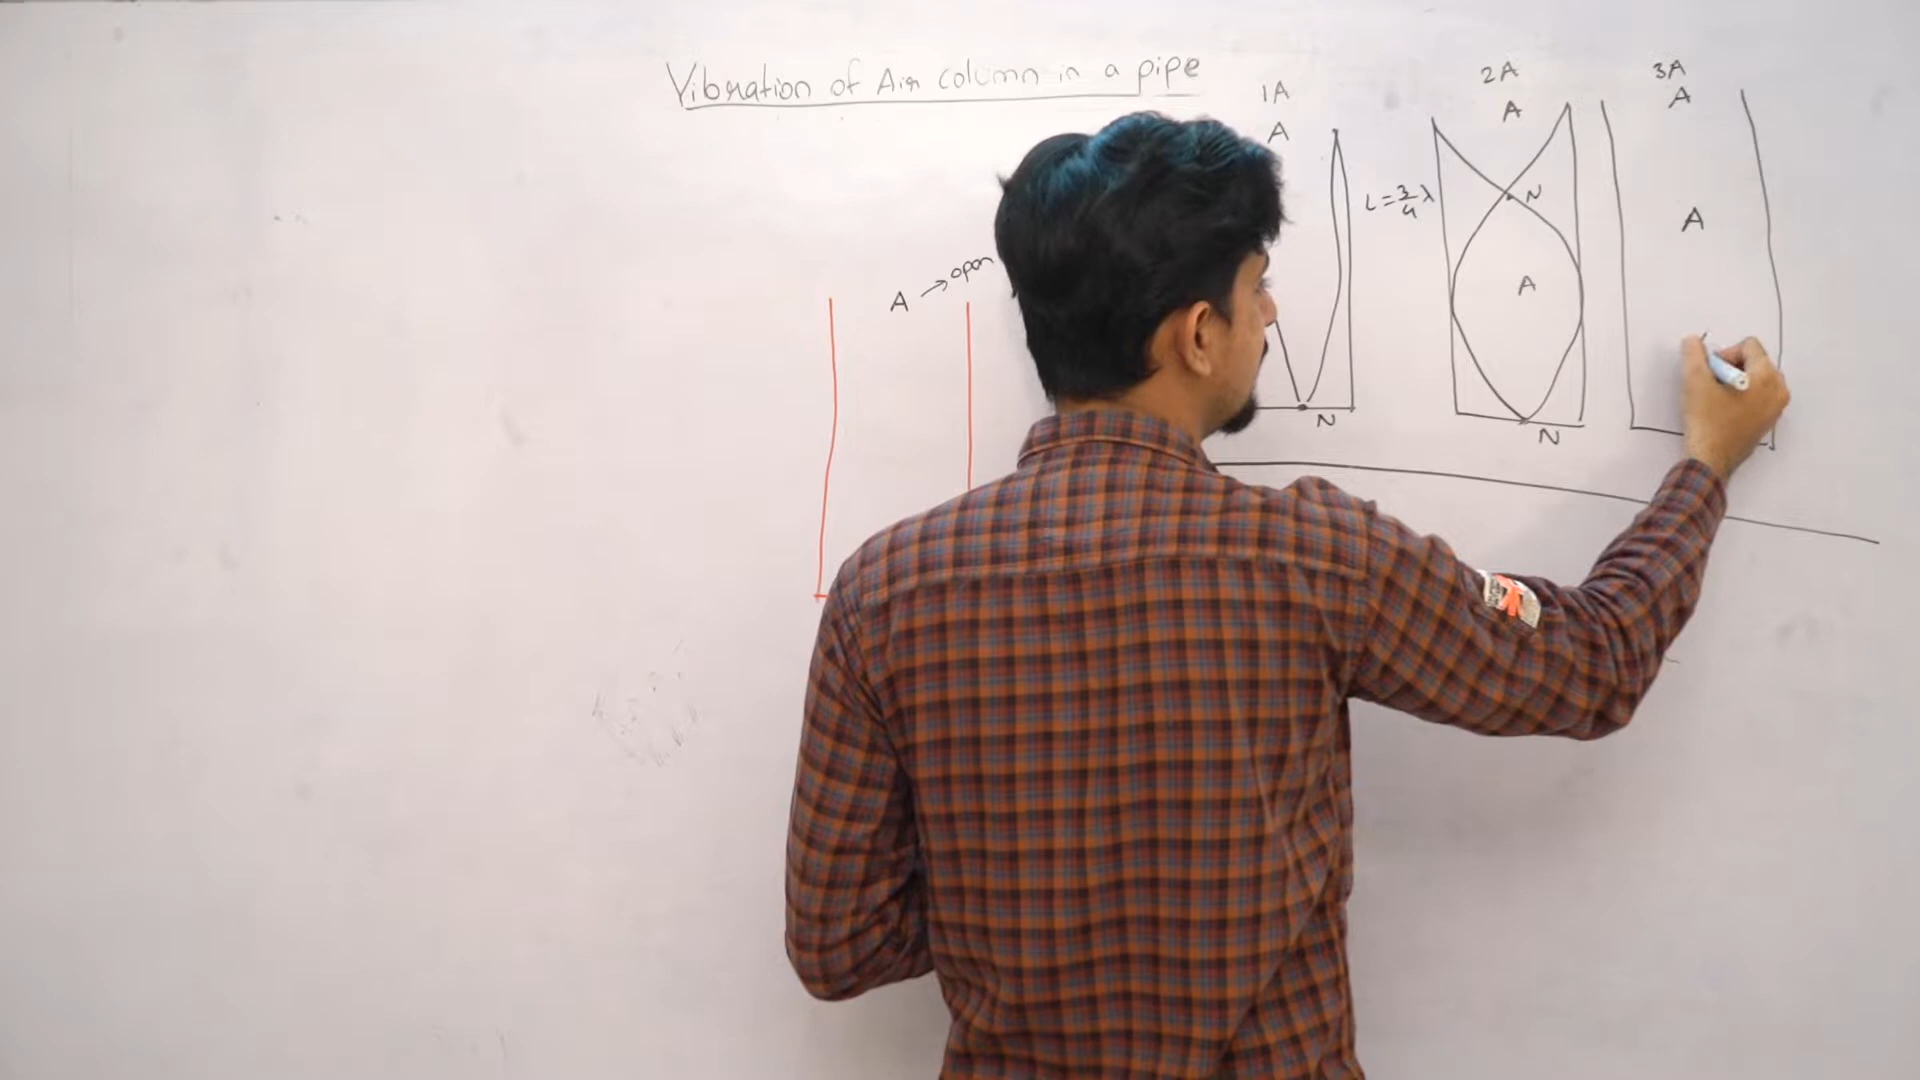 Vibration of Air column in a pipe
1A
A
N
2A
A
N
L = 3/4 λ
A
N
3A
A
A
A → open